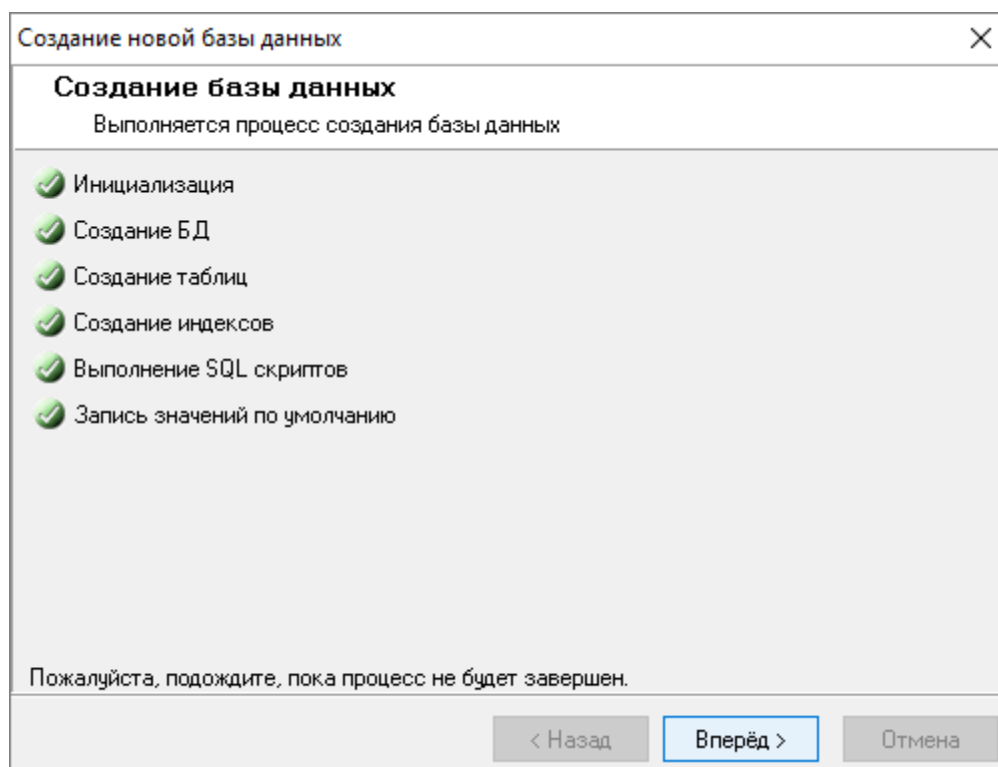 Создание новой базы данных
Создание базы данных
Выполняется процесс создания базы данных
Инициализация
Создание БД
Создание таблиц
Создание индексов
Выполнение SQL скриптов
Запись значений по умолчанию
Пожалуйста, подождите, пока процесс не будет завершен.
< Назад
Вперёд >
Отмена